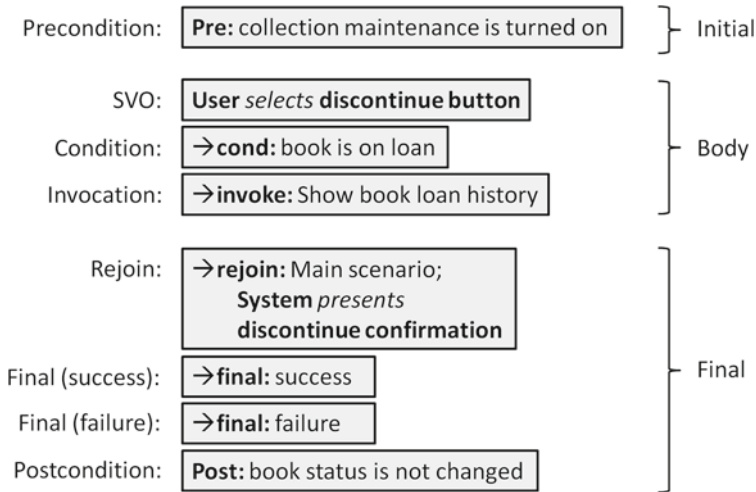 Precondition: Pre: collection maintenance is turned on Initial
SVO: User selects discontinue button
Condition: →cond: book is on loan Body
Invocation: →invoke: Show book loan history
Rejoin: →rejoin: Main scenario;
System presents
discontinue confirmation
Final (success): →final: success Final
Final (failure): →final: failure
Postcondition: Post: book status is not changed